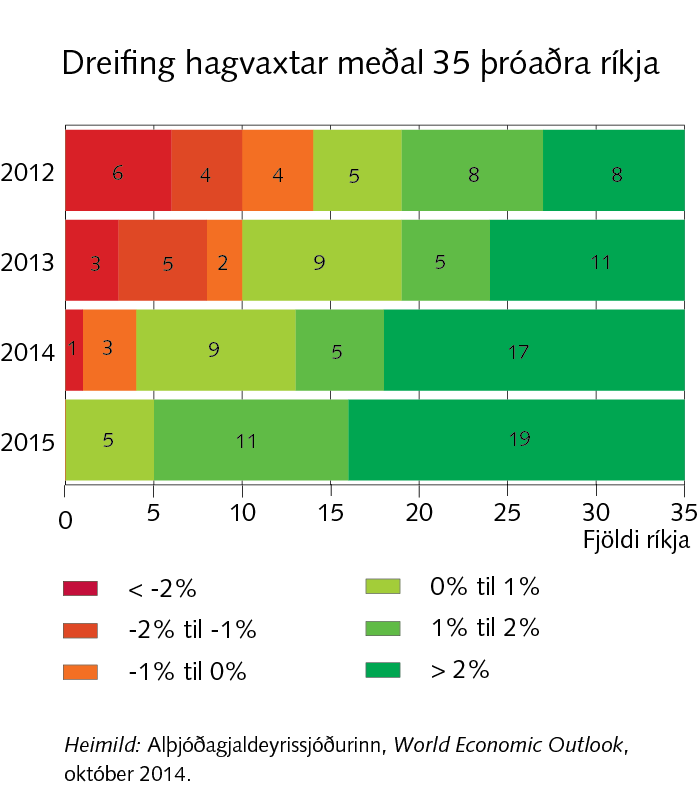 Dreifing hagvaxtar meðal 35 þróaðra ríkja
2012 6 4 4 5 8 8
2013 3 5 2 9 5 11
2014 1 3 9 5 17
2015 5 11 19
0 5 10 15 20 25 30 35
Fjöldi ríkja
< -2% 0% til 1%
-2% til -1% 1% til 2%
-1% til 0% > 2%
Heimild: Alþjóðagjaldeyrissjóðurinn, World Economic Outlook,
október 2014.